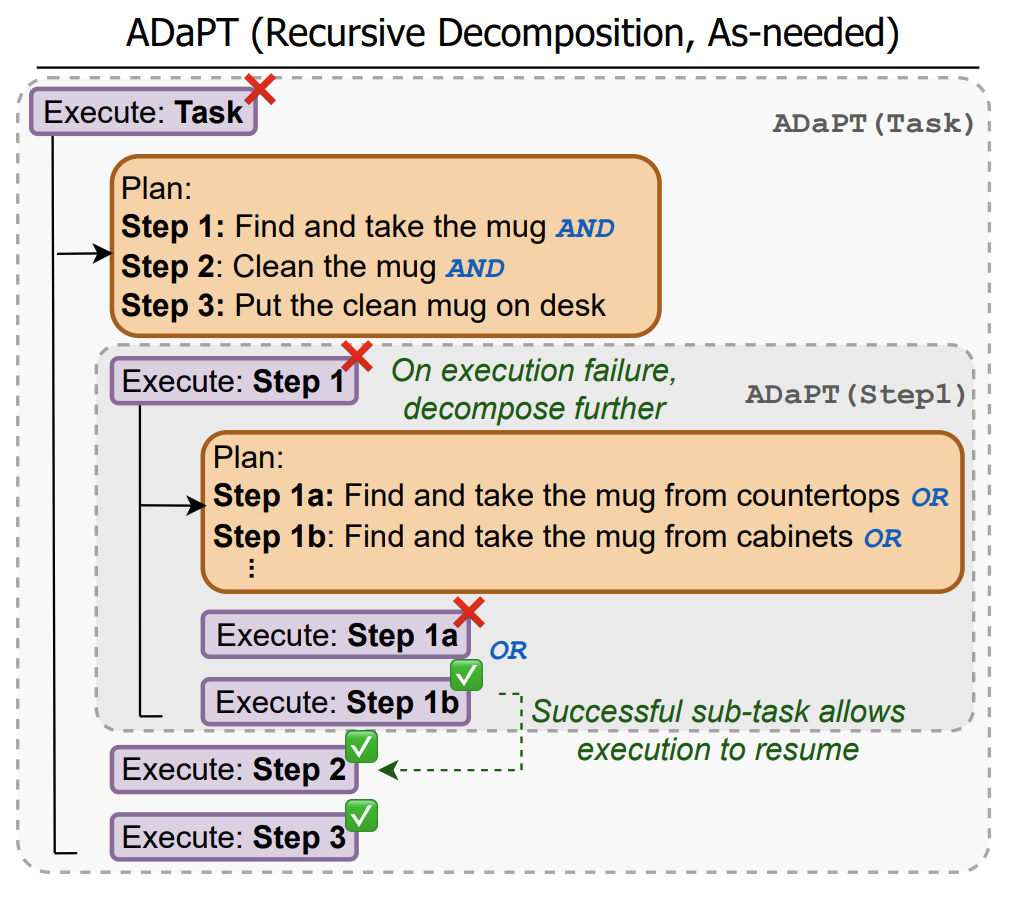 ADaPT (Recursive Decomposition, As-needed)
Execute: Task
ADaPT(Task)
Plan:
Step 1: Find and take the mug AND
Step 2: Clean the mug AND
Step 3: Put the clean mug on desk
Execute: Step 1
On execution failure,
decompose further
ADaPT(Step1)
Plan:
Step 1a: Find and take the mug from countertops OR
Step 1b: Find and take the mug from cabinets OR
⋮
Execute: Step 1a
OR
Execute: Step 1b
Successful sub-task allows
execution to resume
Execute: Step 2
Execute: Step 3